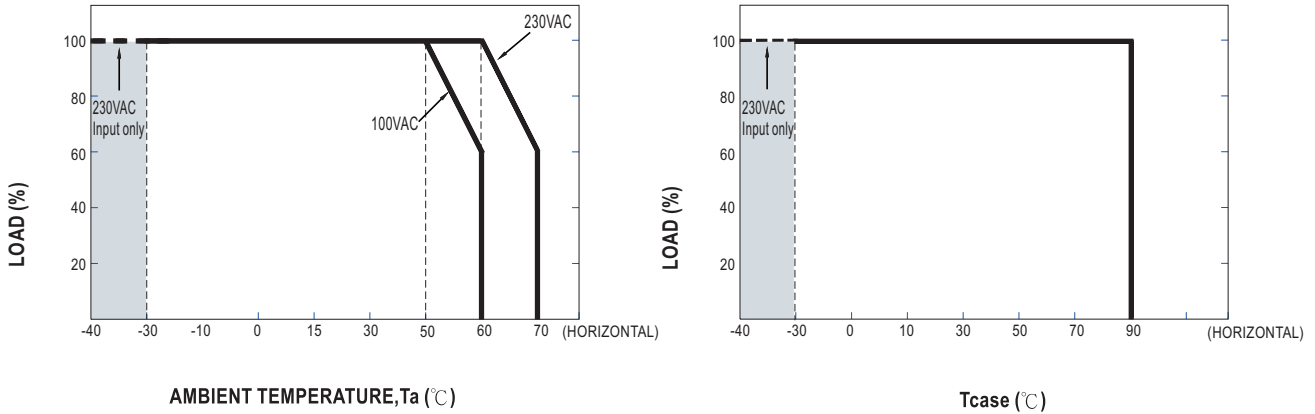 230VAC
100
80
60
40
20
230VAC
Input only
100VAC
LOAD (%)
-40 -30 -10 0 15 30 50 60 70 (HORIZONTAL)
AMBIENT TEMPERATURE,Ta (℃)
100
80
60
40
20
230VAC
Input only
LOAD (%)
-40 -30 0 10 30 50 70 90 (HORIZONTAL)
Tcase (℃)